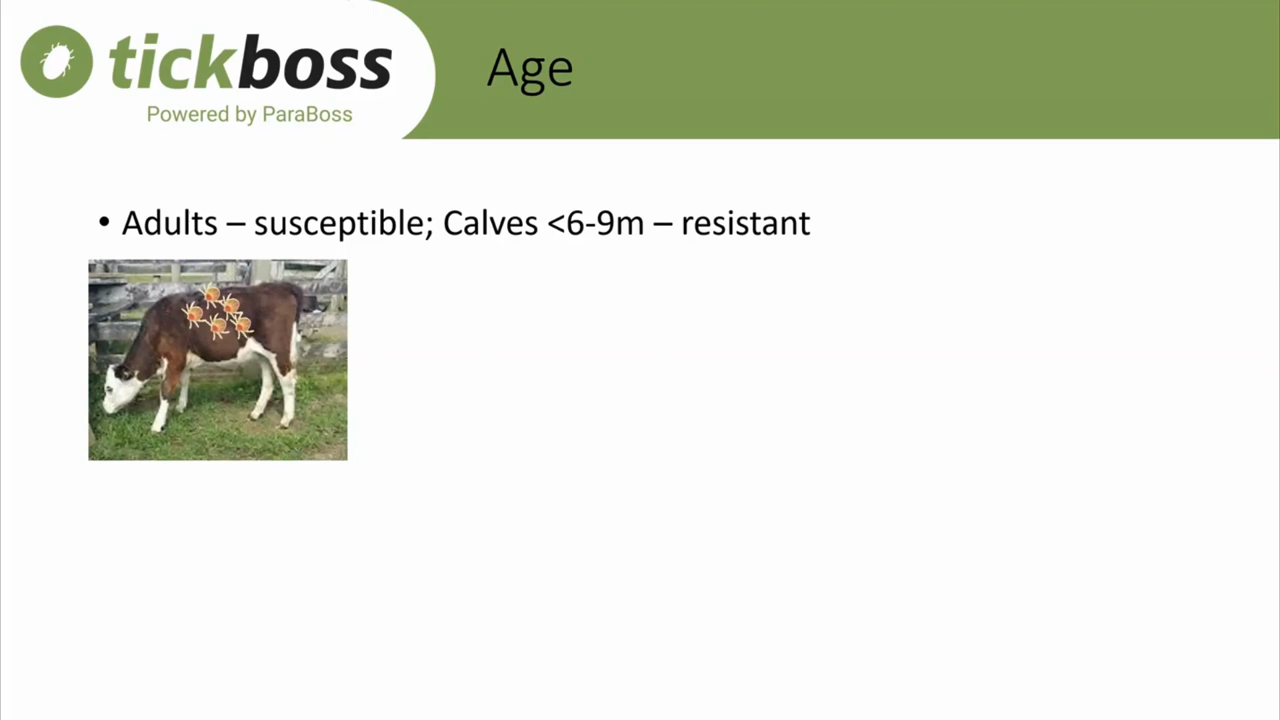 tickboss
Powered by ParaBoss
Age
• Adults – susceptible; Calves <6-9m – resistant